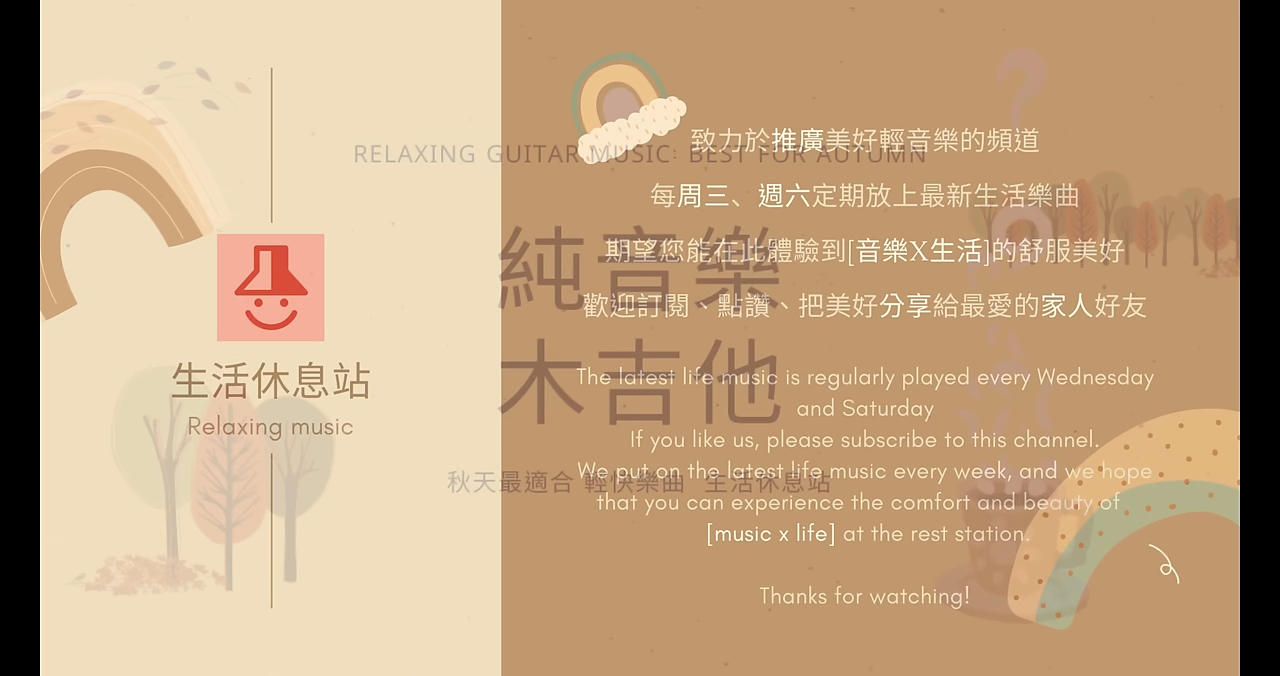 RELAXING GUITAR MUSIC: BEST FOR AUTUMN
純音樂
木吉他
秋天最適合 輕快樂曲 生活休息站
生活休息站
Relaxing music
致力於推廣美好輕音樂的頻道
每周三、週六定期放上最新生活樂曲
期望您能在此體驗到[音樂X生活]的舒服美好
歡迎訂閱、點讚、把美好分享給最愛的家人好友
The latest life music is regularly played every Wednesday
and Saturday
If you like us, please subscribe to this channel.
We put on the latest life music every week, and we hope
that you can experience the comfort and beauty of
[music x life] at the rest station.
Thanks for watching!